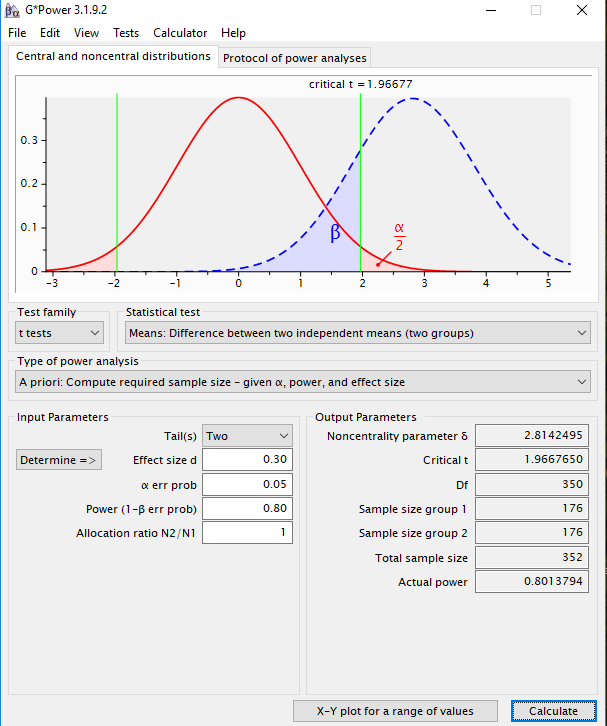 G*Power 3.1.9.2
File Edit View Tests Calculator Help
Central and noncentral distributions Protocol of power analyses
critical t = 1.96677
0.3
0.2
0.1
0
β
α
2
-3 -2 -1 0 1 2 3 4 5
Test family Statistical test
t tests Means: Difference between two independent means (two groups)
Type of power analysis
A priori: Compute required sample size – given α, power, and effect size
Input Parameters
Tail(s) Two
Determine => Effect size d 0.30
α err prob 0.05
Power (1-β err prob) 0.80
Allocation ratio N2/N1 1
Output Parameters
Noncentrality parameter δ 2.8142495
Critical t 1.9667650
Df 350
Sample size group 1 176
Sample size group 2 176
Total sample size 352
Actual power 0.8013794
X-Y plot for a range of values Calculate